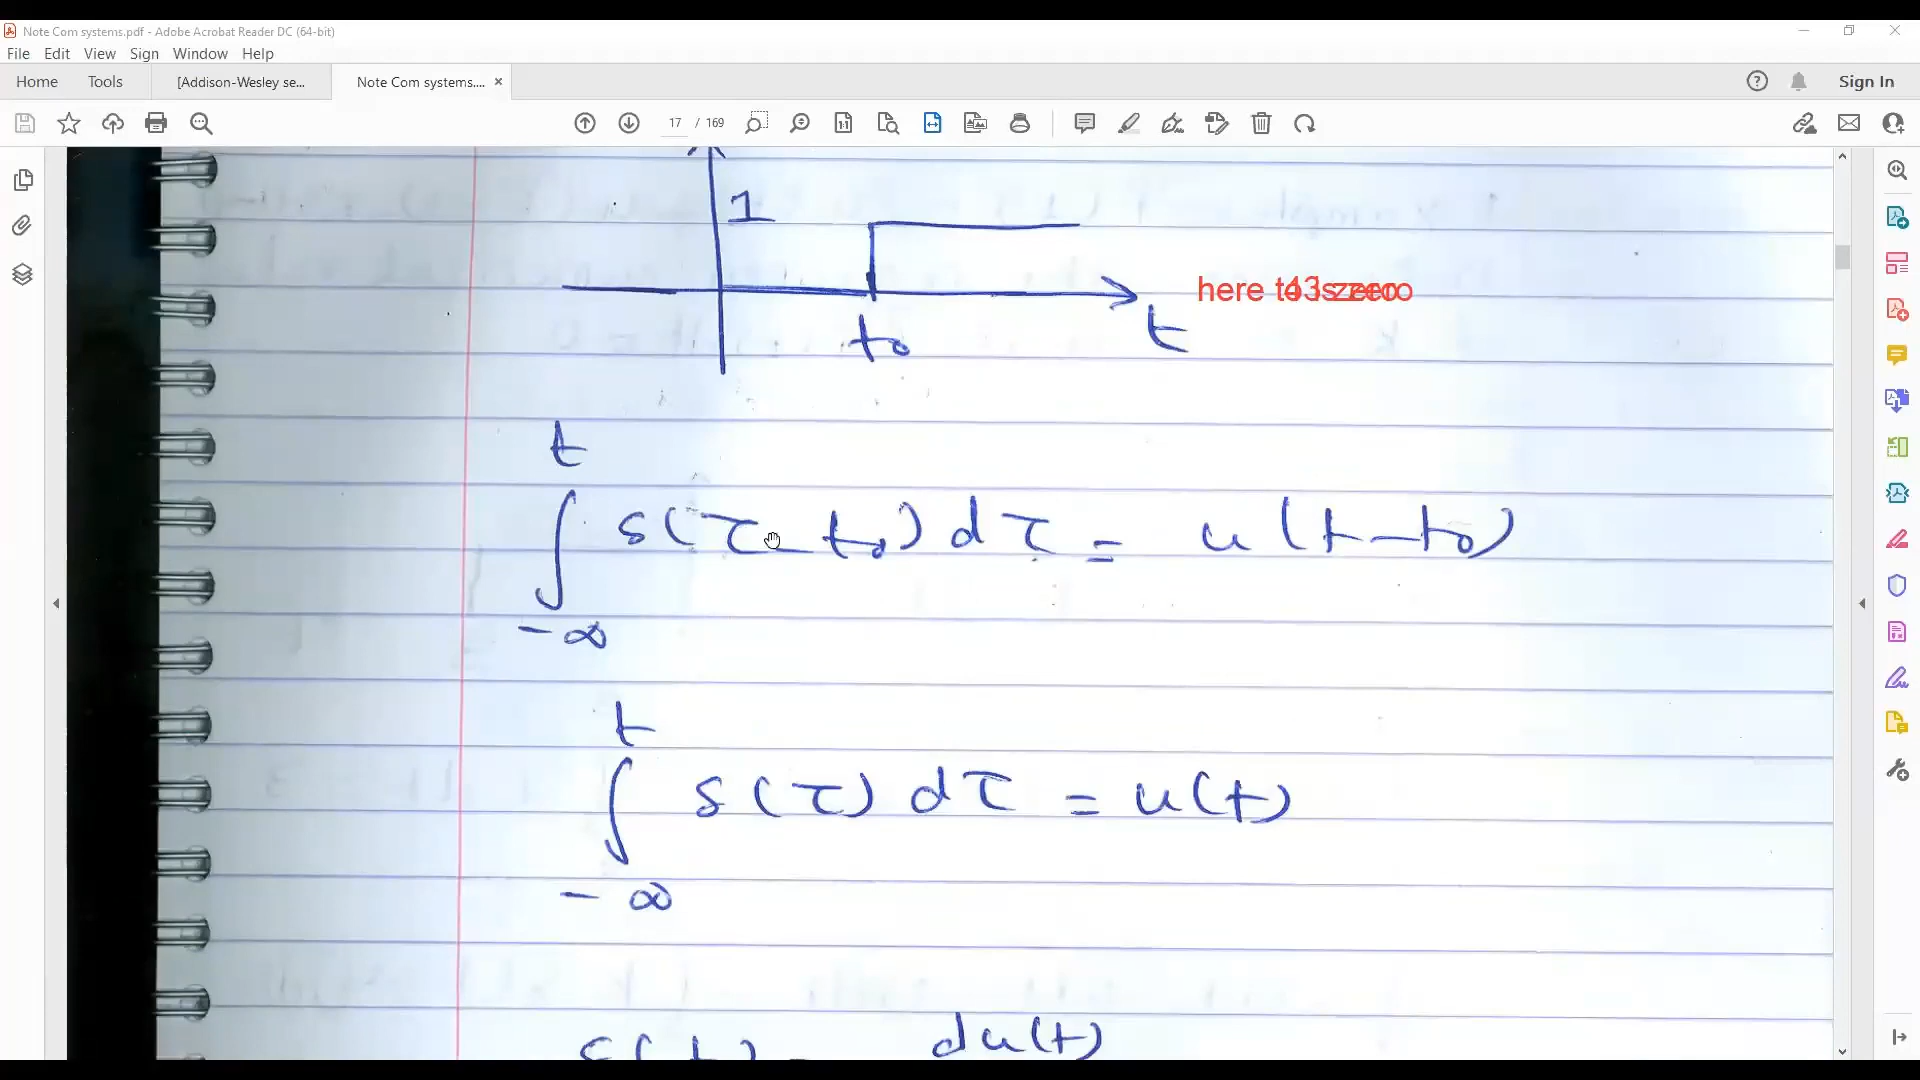 Note Com systems.pdf - Adobe Acrobat Reader DC (64-bit)
File Edit View Sign Window Help
Home Tools [Addison-Wesley se... Note Com systems.... × Sign In
17 / 169
1
t₀
t
t
∫ δ(τ - t₀) dτ = u(t - t₀)
-∞
t
∫ δ(τ) dτ = u(t)
-∞
δ(t) = du(t)